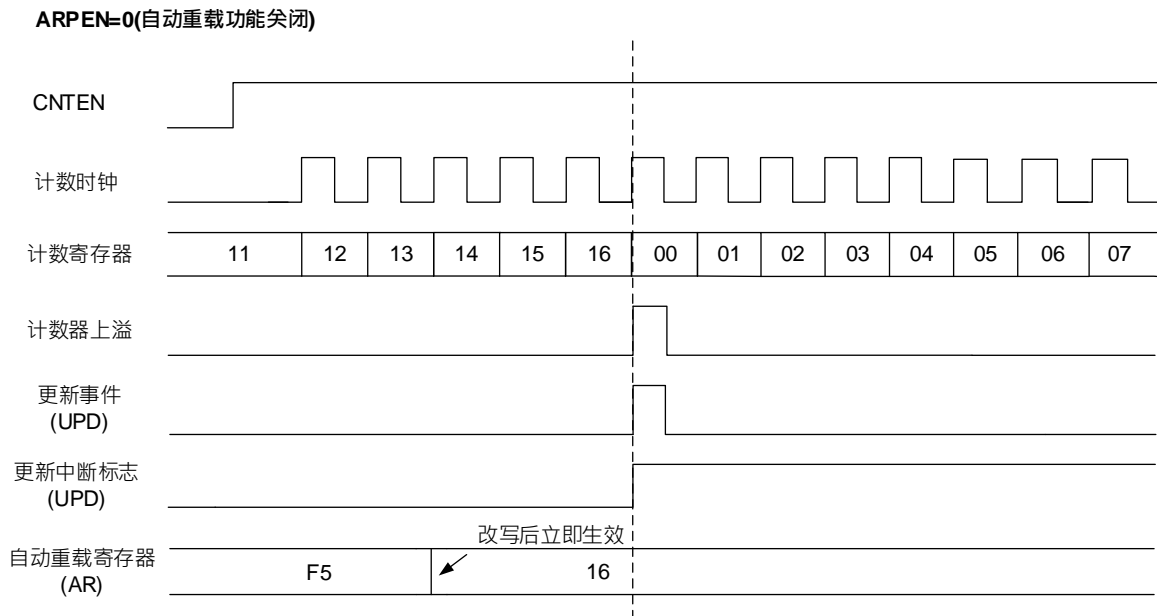 ARPEN=0(自动重载功能关闭)
CNTEN
计数时钟
计数寄存器
11 12 13 14 15 16 00 01 02 03 04 05 06 07
计数器上溢
更新事件
(UPD)
更新中断标志
(UPD)
改写后立即生效
自动重载寄存器
(AR)
F5 16